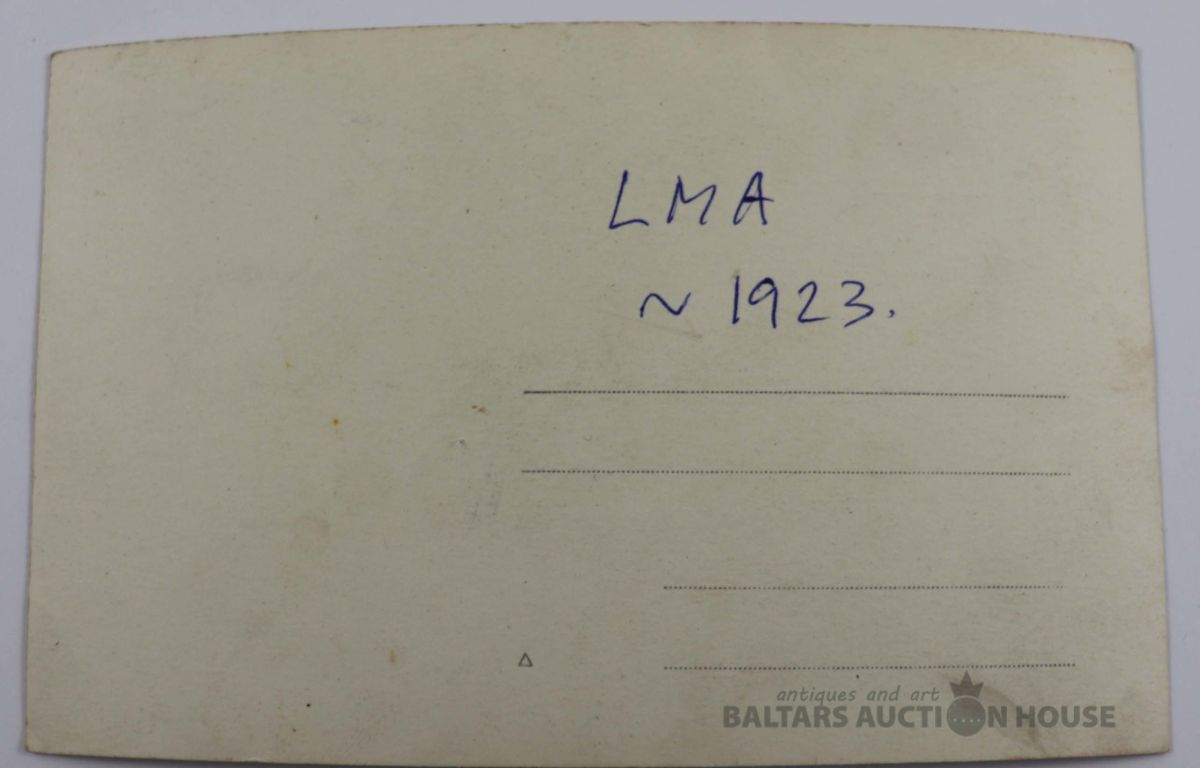 LMA
~ 1923.
antiques and art
BALTARS AUCTION HOUSE